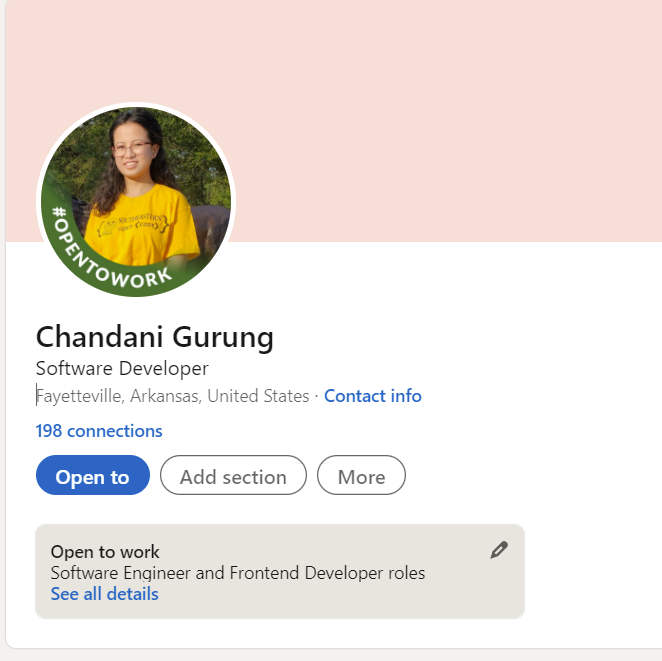 #OPENTOWORK
Chandani Gurung
Software Developer
Fayetteville, Arkansas, United States · Contact info
198 connections
Open to Add section More
Open to work
Software Engineer and Frontend Developer roles
See all details